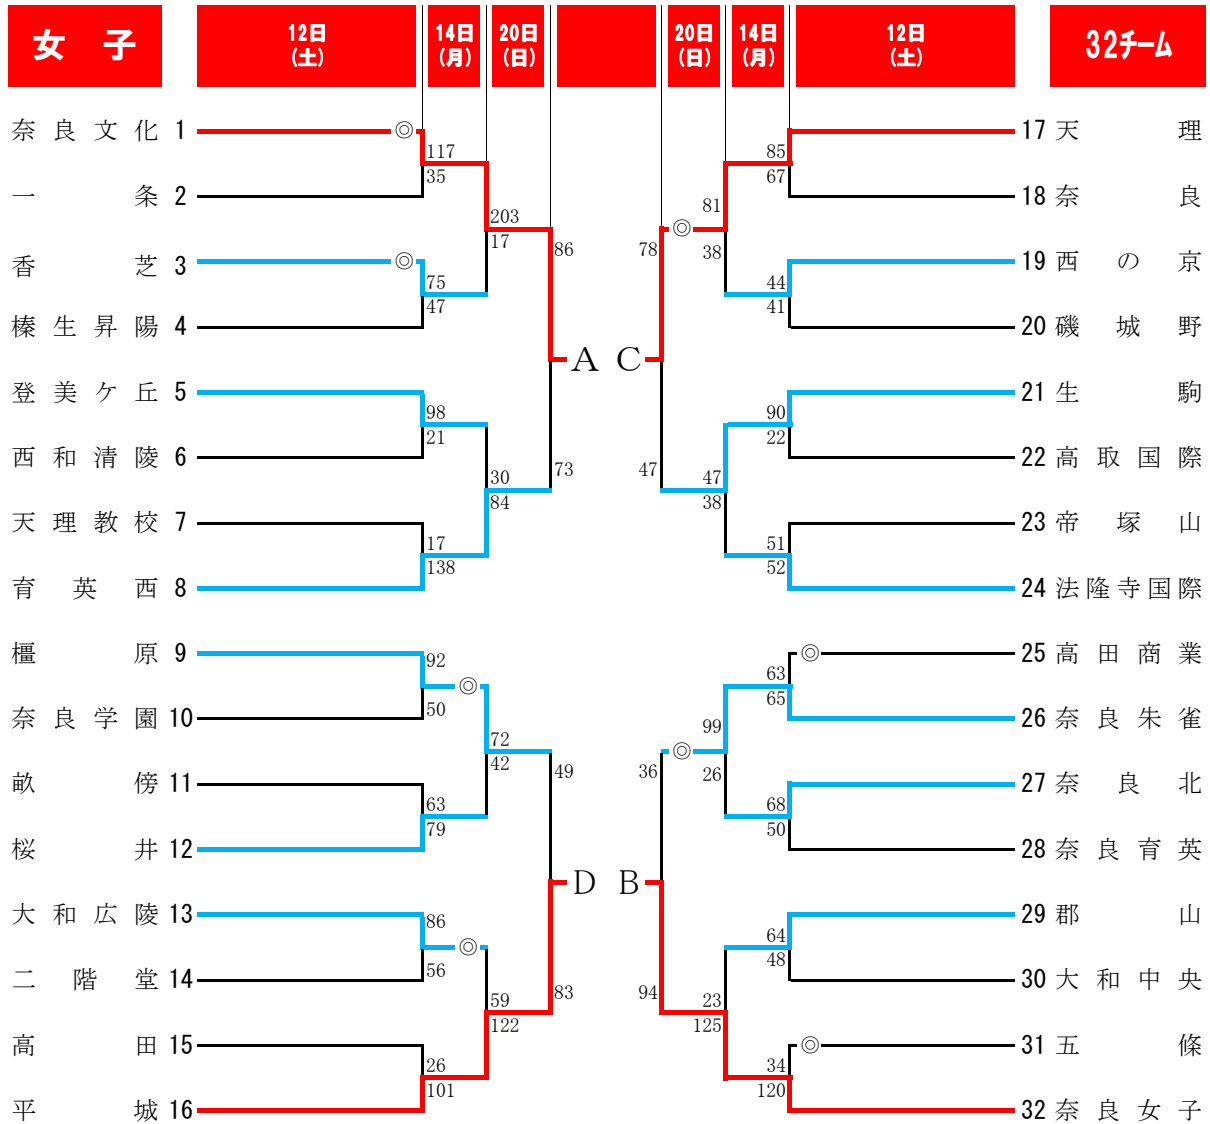 女 子 12日 (土) 14日 (月) 20日 (日) 20日 (日) 14日 (月) 12日 (土) 32チーム
奈良文化 1 ◎ 17 天理
117 85
35 67
一条 2 18 奈良
203 81
17 86 78 ◎ 38
香芝 3 ◎ 19 西の京
75 44
47 41
榛生昇陽 4 20 磯城野
A C
登美ケ丘 5 21 生駒
98 90
21 22
西和清陵 6 22 高取国際
30 73 47 47
84 38
天理教校 7 23 帝塚山
17 51
138 52
育英西 8 24 法隆寺国際
橿原 9 ◎ 25 高田商業
92 ◎ 63
50 65
奈良学園 10 26 奈良朱雀
72 99
42 49 36 ◎ 26
畝傍 11 27 奈良北
63 68
79 50
桜井 12 28 奈良育英
D B
大和広陵 13 29 郡山
86 ◎ 64
56 48
二階堂 14 30 大和中央
59 83 94 23
122 125
高田 15 ◎ 31 五條
26 34
101 120
平城 16 32 奈良女子